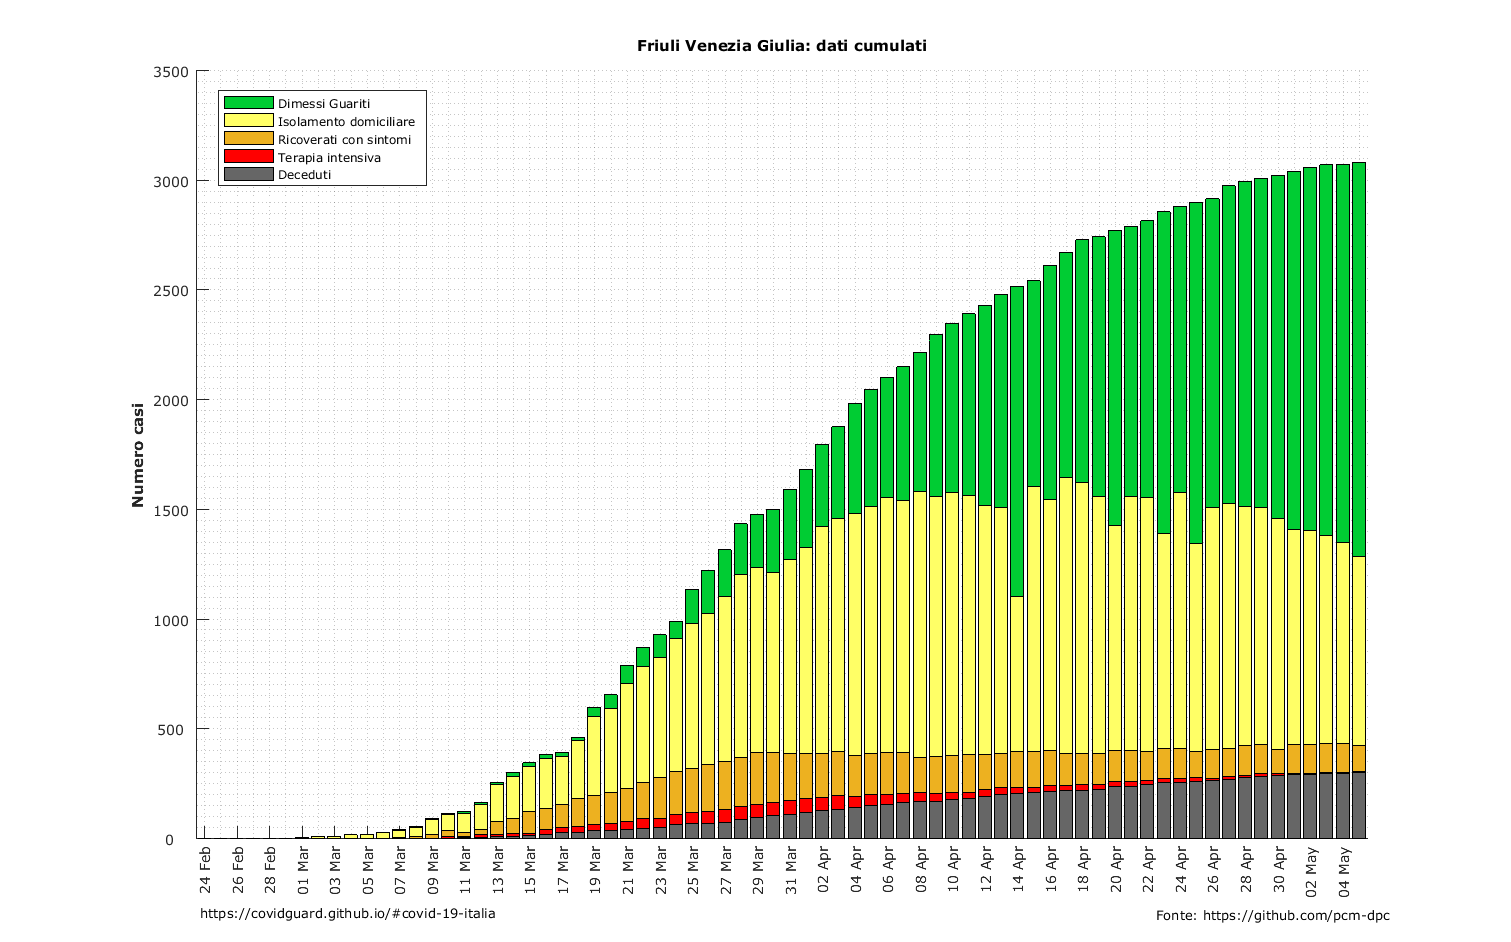 Friuli Venezia Giulia: dati cumulati
3500
3000
2500
2000
1500
1000
500
0
Numero casi
Dimessi Guariti
Isolamento domiciliare
Ricoverati con sintomi
Terapia intensiva
Deceduti
24 Feb
26 Feb
28 Feb
01 Mar
03 Mar
05 Mar
07 Mar
09 Mar
11 Mar
13 Mar
15 Mar
17 Mar
19 Mar
21 Mar
23 Mar
25 Mar
27 Mar
29 Mar
31 Mar
02 Apr
04 Apr
06 Apr
08 Apr
10 Apr
12 Apr
14 Apr
16 Apr
18 Apr
20 Apr
22 Apr
24 Apr
26 Apr
28 Apr
30 Apr
02 May
04 May
https://covidguard.github.io/#covid-19-italia
Fonte: https://github.com/pcm-dpc